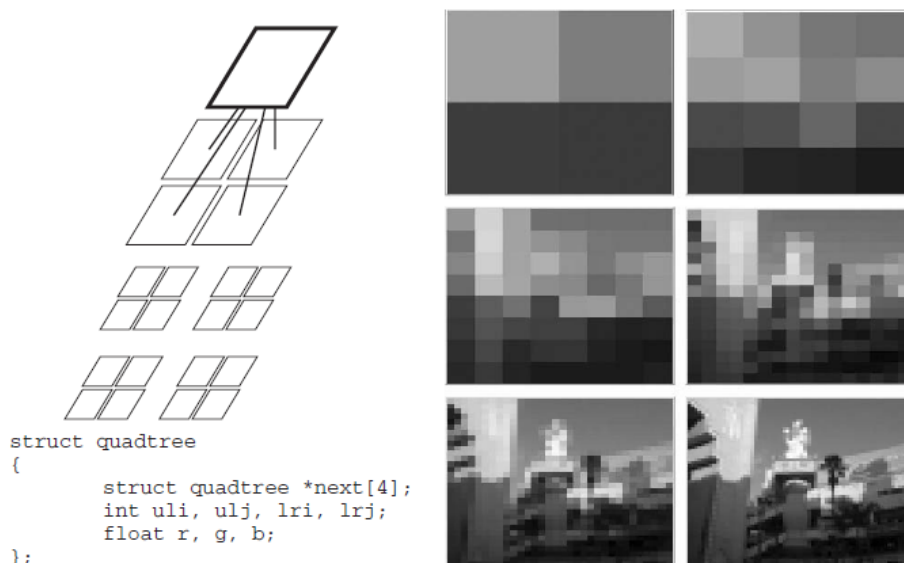 struct quadtree
{
struct quadtree *next[4];
int uli, ulj, lri, lrj;
float r, g, b;
};